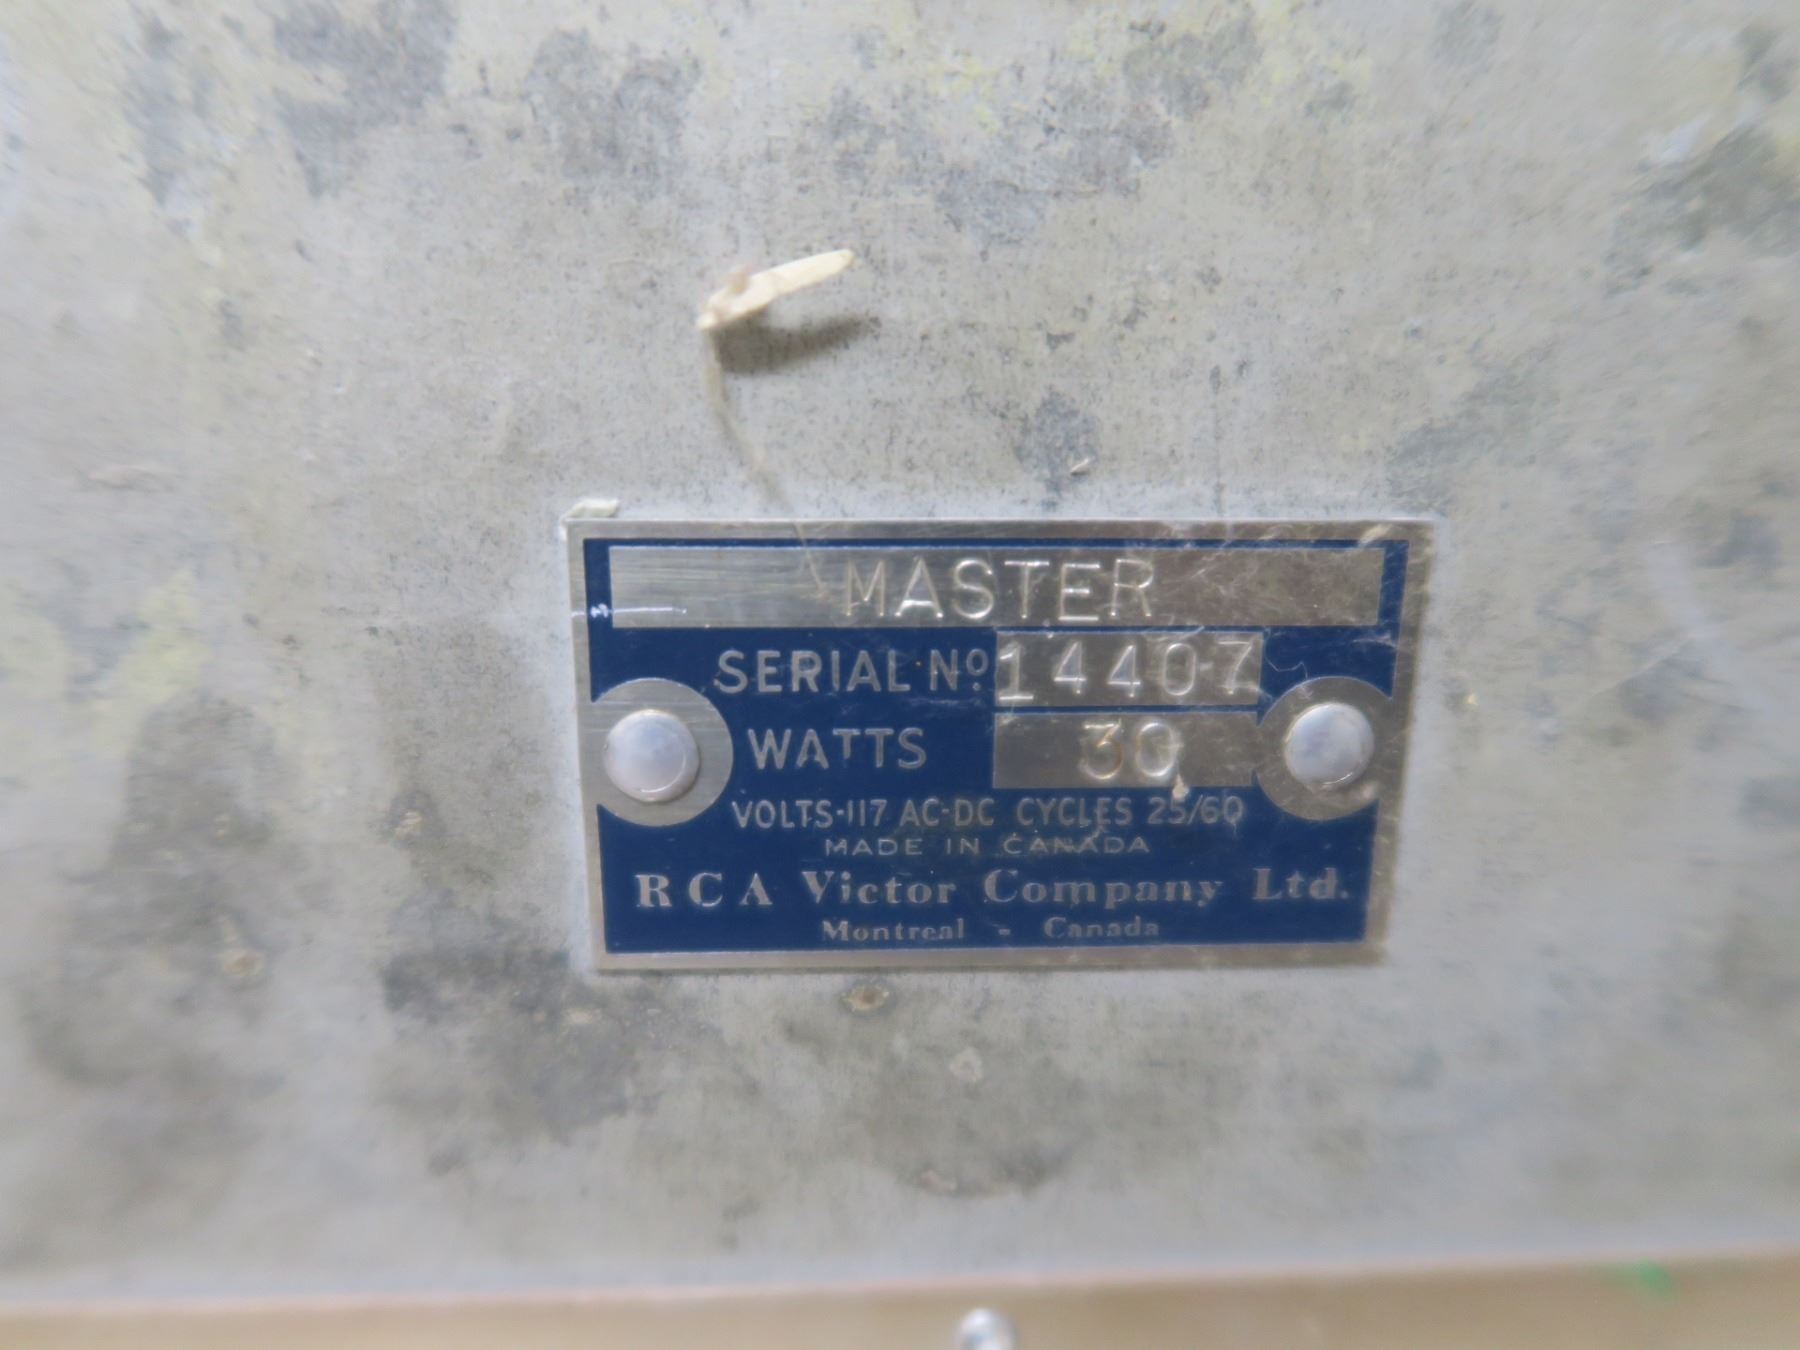 MASTER
SERIAL Nº 14407
WATTS 30
VOLTS-117 AC-DC CYCLES 25/60
MADE IN CANADA
RCA Victor Company Ltd.
Montreal - Canada